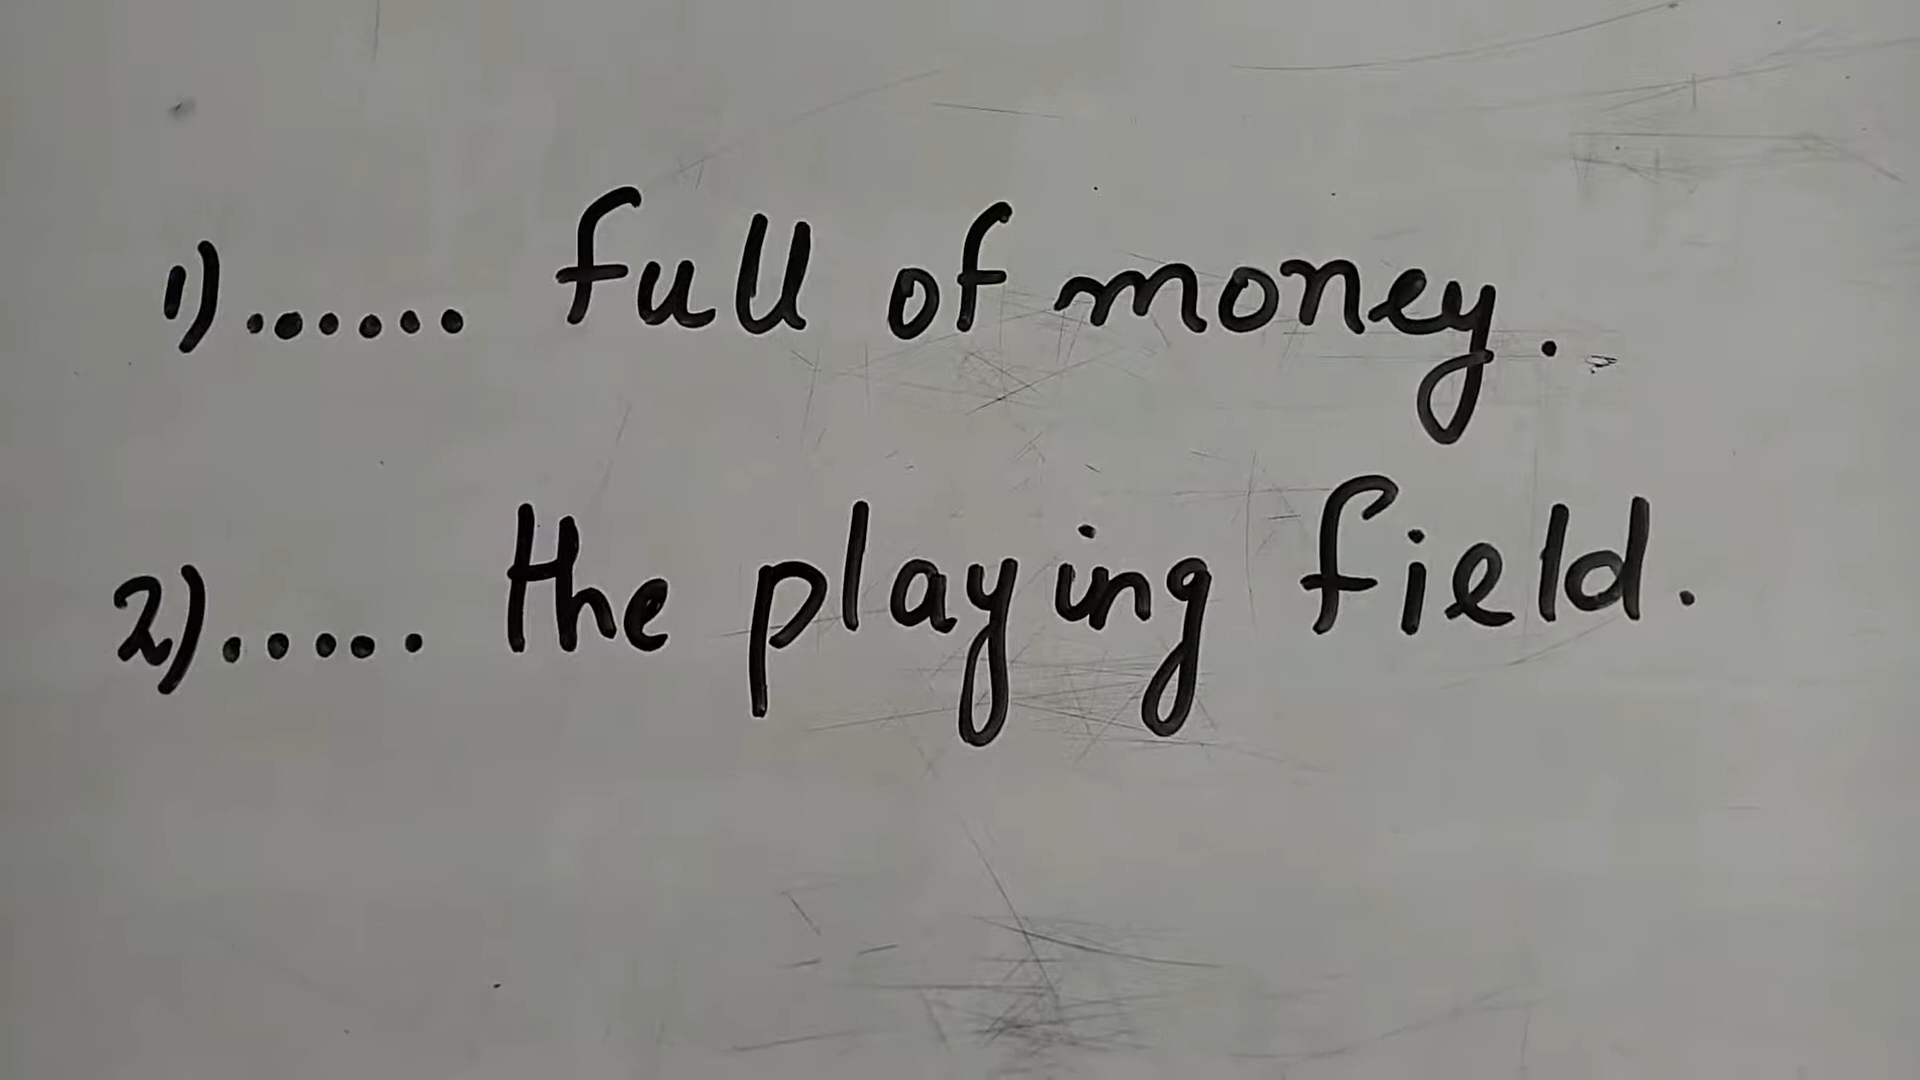 1)...... full of money.
2)..... the playing field.